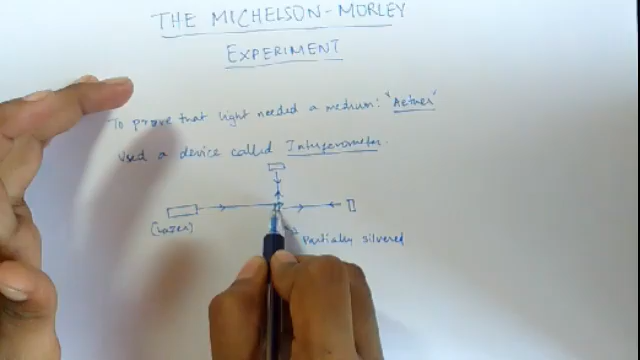 THE MICHELSON-MORLEY
EXPERIMENT
To prove that light needed a medium: "Aether"
Used a device called Interferometer.
(Laser)
Partially silvered